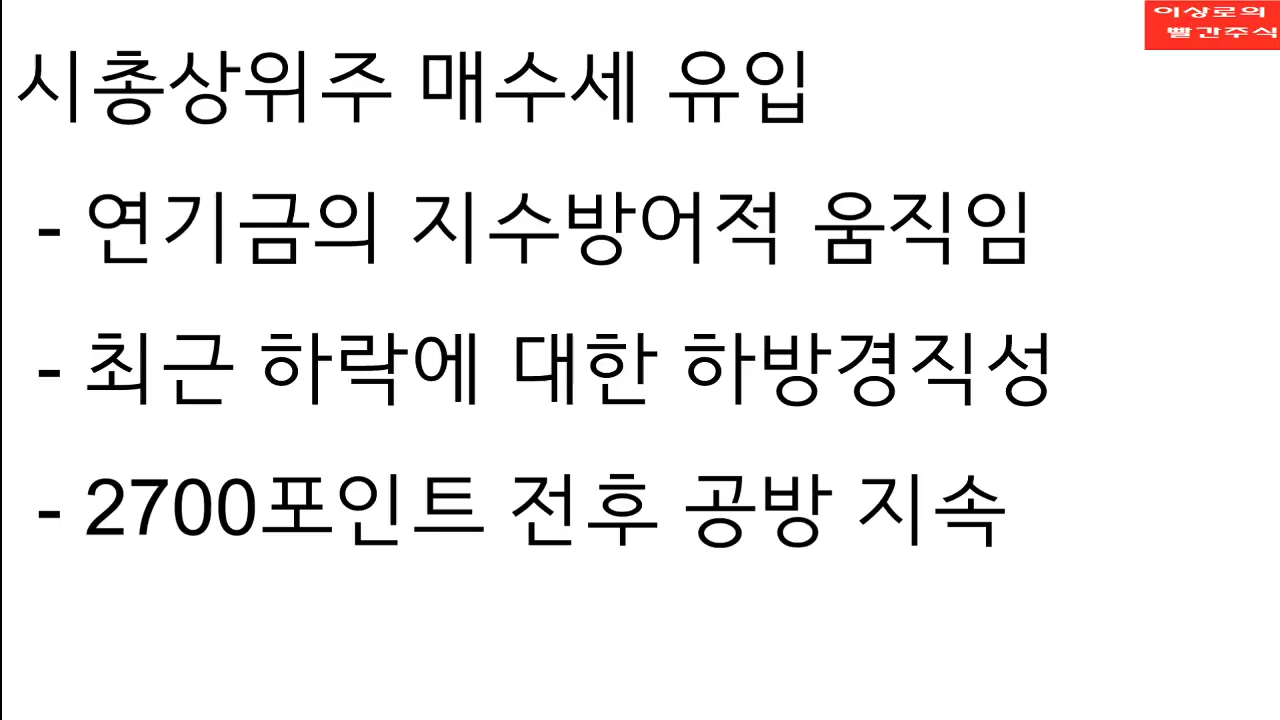 이상로의
빨간주식
시총상위주 매수세 유입
- 연기금의 지수방어적 움직임
- 최근 하락에 대한 하방경직성
- 2700포인트 전후 공방 지속